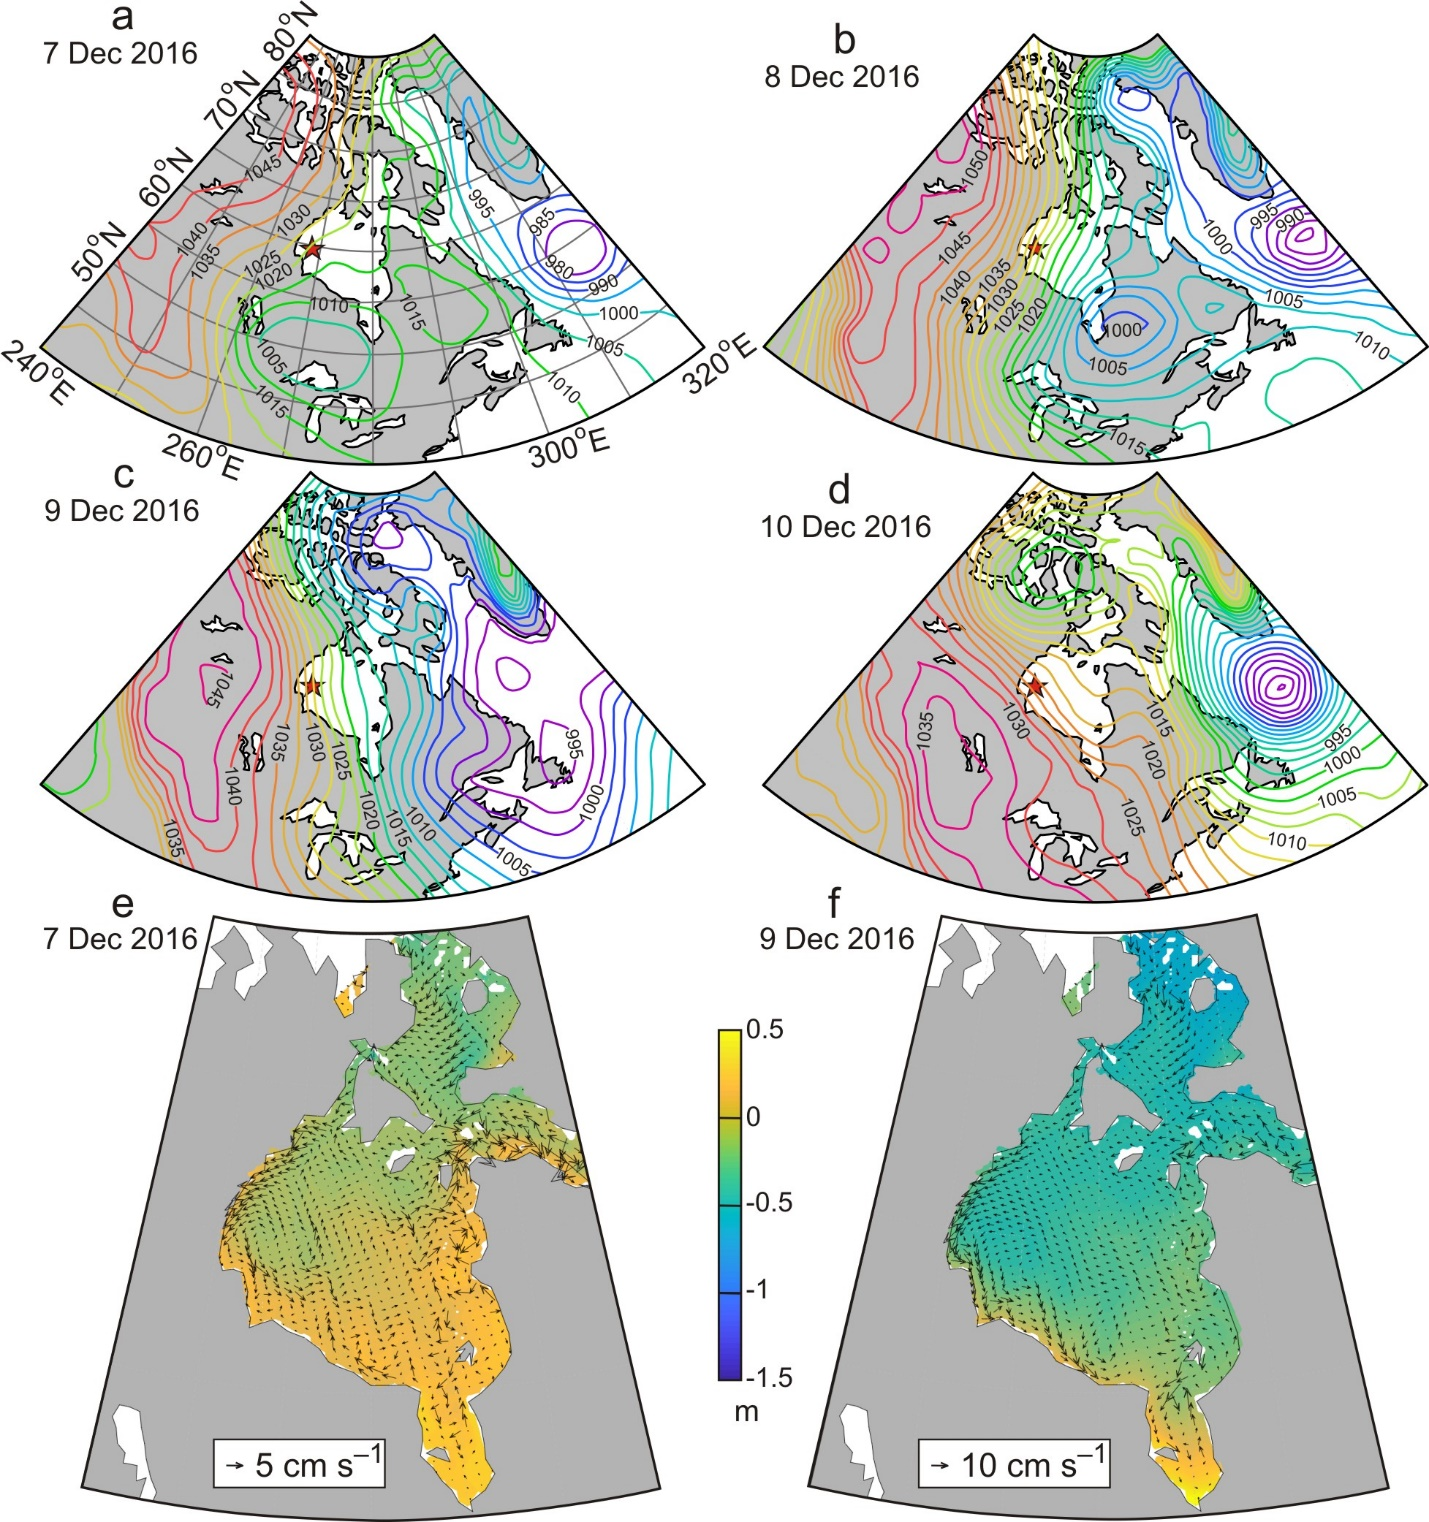 a
7 Dec 2016
80°N
70°N
60°N
50°N
240°E
260°E
300°E
320°E
1045
1040
1035
1030
1025
1020
1010
1015
1005
1015
995
985
980
990
1000
1005
1010
b
8 Dec 2016
1050
1045
1040
1035
1030
1025
1020
1000
1005
1015
1000
995
990
1005
1010
c
9 Dec 2016
1045
1040
1035
1035
1030
1025
1020
1015
1010
1005
1000
995
d
10 Dec 2016
1035
1030
1015
1020
1025
995
1000
1005
1010
e
7 Dec 2016
→ 5 cm s⁻¹
0.5
0
-0.5
-1
-1.5
m
f
9 Dec 2016
→ 10 cm s⁻¹